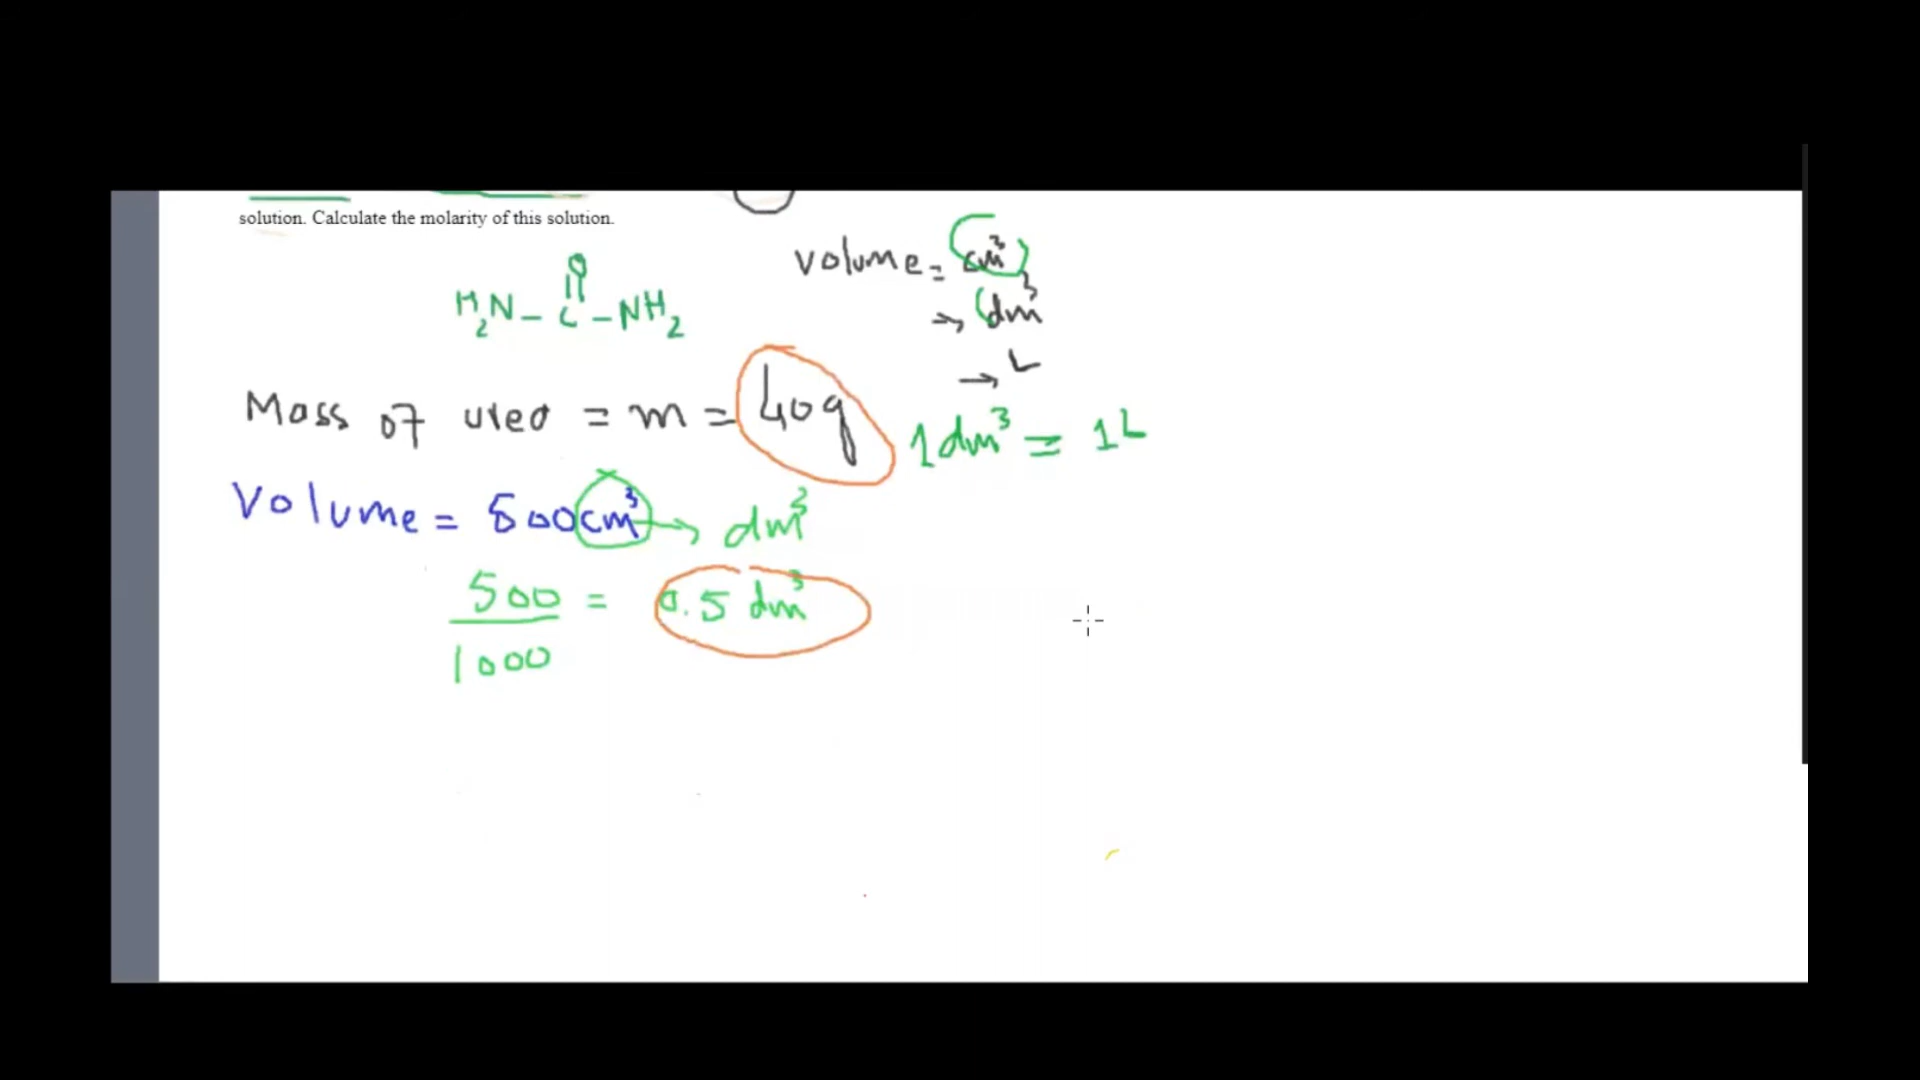 solution. Calculate the molarity of this solution.
volume = cm³
→ dm³
→ L
O
H₂N – C – NH₂
Mass of urea = m = 40g
1dm³ = 1L
Volume = 500cm³ → dm³
500 = 0.5 dm³
1000